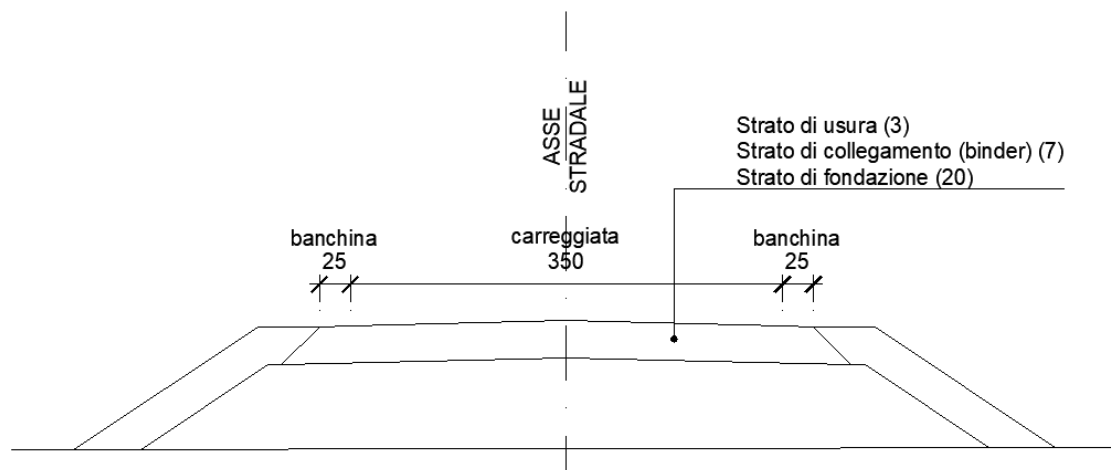 ASSE
STRADALE
Strato di usura (3)
Strato di collegamento (binder) (7)
Strato di fondazione (20)
banchina
25
carreggiata
350
banchina
25